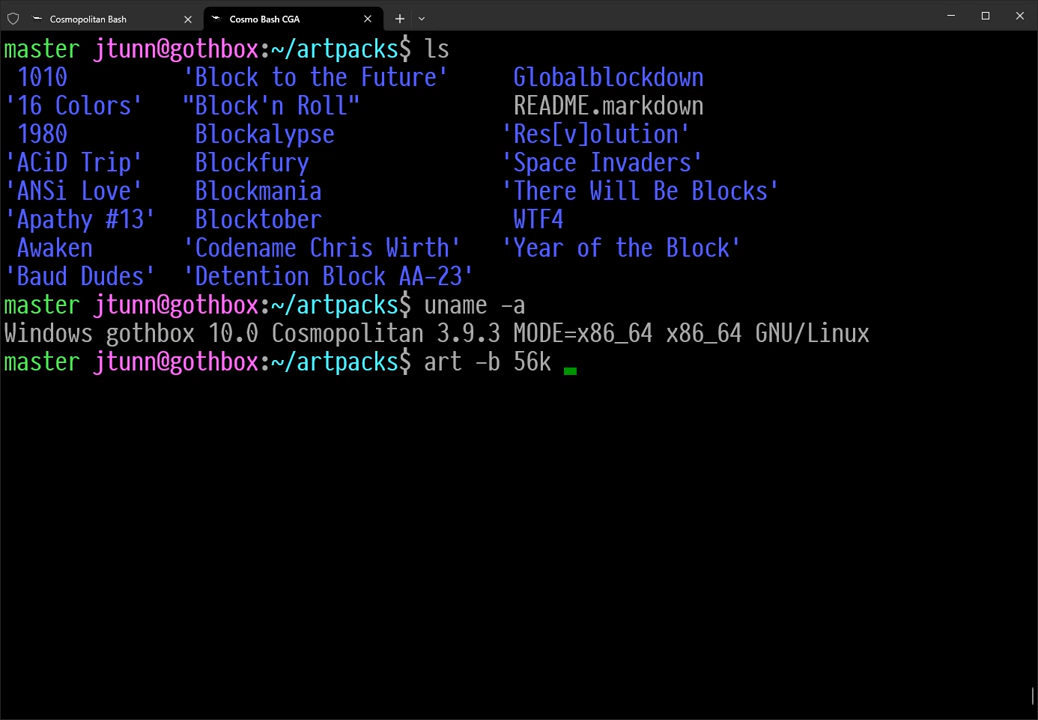 Cosmopolitan Bash Cosmo Bash CGA
master jtunn@gothbox:~/artpacks$ ls
 1010         'Block to the Future'     Globalblockdown
'16 Colors'   "Block'n Roll"            README.markdown
 1980          Blockalypse             'Res[v]olution'
'ACiD Trip'    Blockfury               'Space Invaders'
'ANSi Love'    Blockmania              'There Will Be Blocks'
'Apathy #13'   Blocktober               WTF4
 Awaken       'Codename Chris Wirth'   'Year of the Block'
'Baud Dudes'  'Detention Block AA-23'
master jtunn@gothbox:~/artpacks$ uname -a
Windows gothbox 10.0 Cosmopolitan 3.9.3 MODE=x86_64 x86_64 GNU/Linux
master jtunn@gothbox:~/artpacks$ art -b 56k